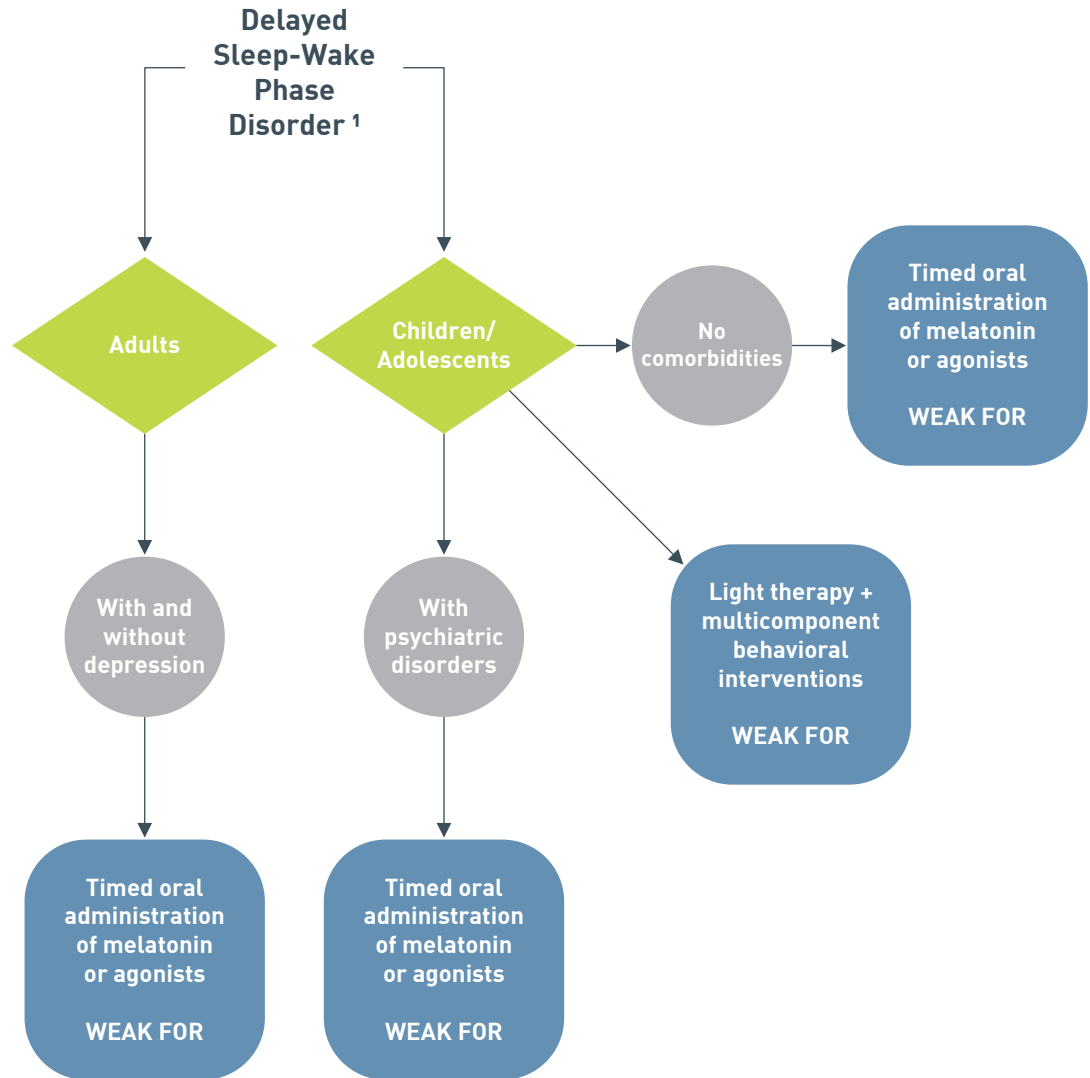 Delayed
Sleep-Wake
Phase
Disorder ¹
Adults
Children/
Adolescents
No
comorbidities
Timed oral
administration
of melatonin
or agonists
WEAK FOR
With and
without
depression
With
psychiatric
disorders
Light therapy +
multicomponent
behavioral
interventions
WEAK FOR
Timed oral
administration
of melatonin
or agonists
WEAK FOR
Timed oral
administration
of melatonin
or agonists
WEAK FOR